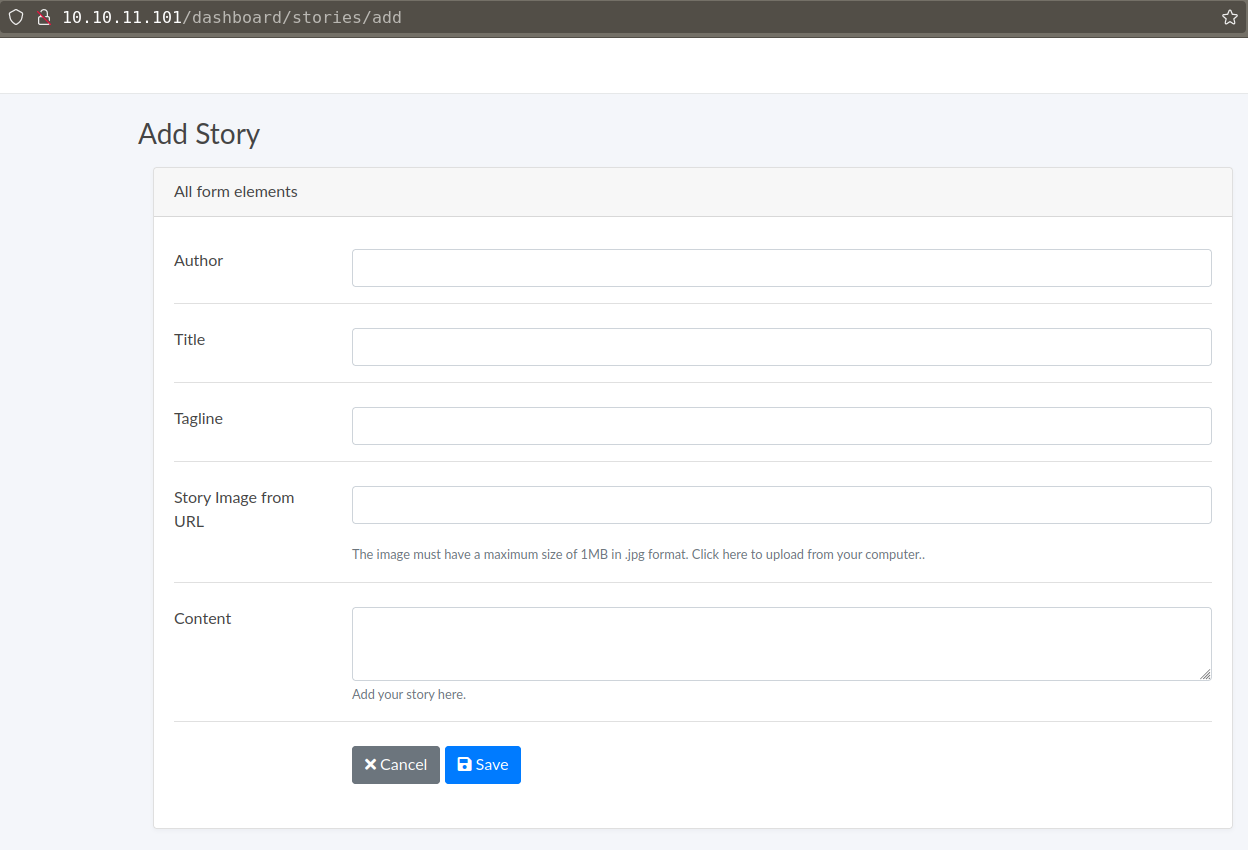 10.10.11.101/dashboard/stories/add
Add Story
All form elements
Author
Title
Tagline
Story Image from
URL
The image must have a maximum size of 1MB in .jpg format. Click here to upload from your computer..
Content
Add your story here.
Cancel
Save